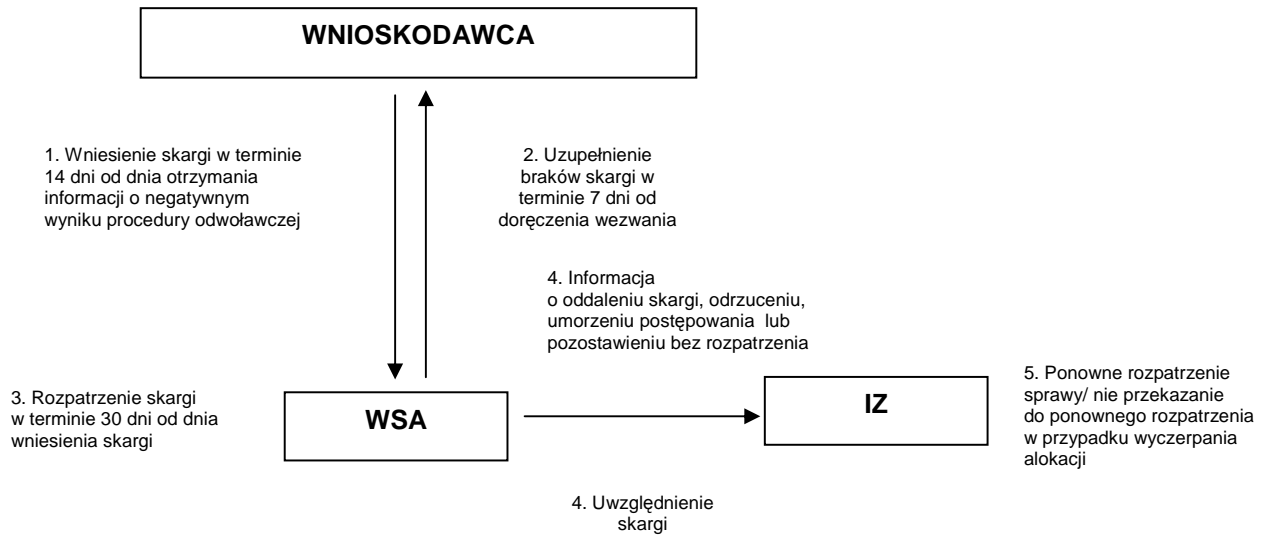 WNIOSKODAWCA
1. Wniesienie skargi w terminie
14 dni od dnia otrzymania
informacji o negatywnym
wyniku procedury odwoławczej
2. Uzupełnienie
braków skargi w
terminie 7 dni od
doręczenia wezwania
4. Informacja
o oddaleniu skargi, odrzuceniu,
umorzeniu postępowania lub
pozostawieniu bez rozpatrzenia
3. Rozpatrzenie skargi
w terminie 30 dni od dnia
wniesienia skargi
WSA
IZ
5. Ponowne rozpatrzenie
sprawy/ nie przekazanie
do ponownego rozpatrzenia
w przypadku wyczerpania
alokacji
4. Uwzględnienie
skargi